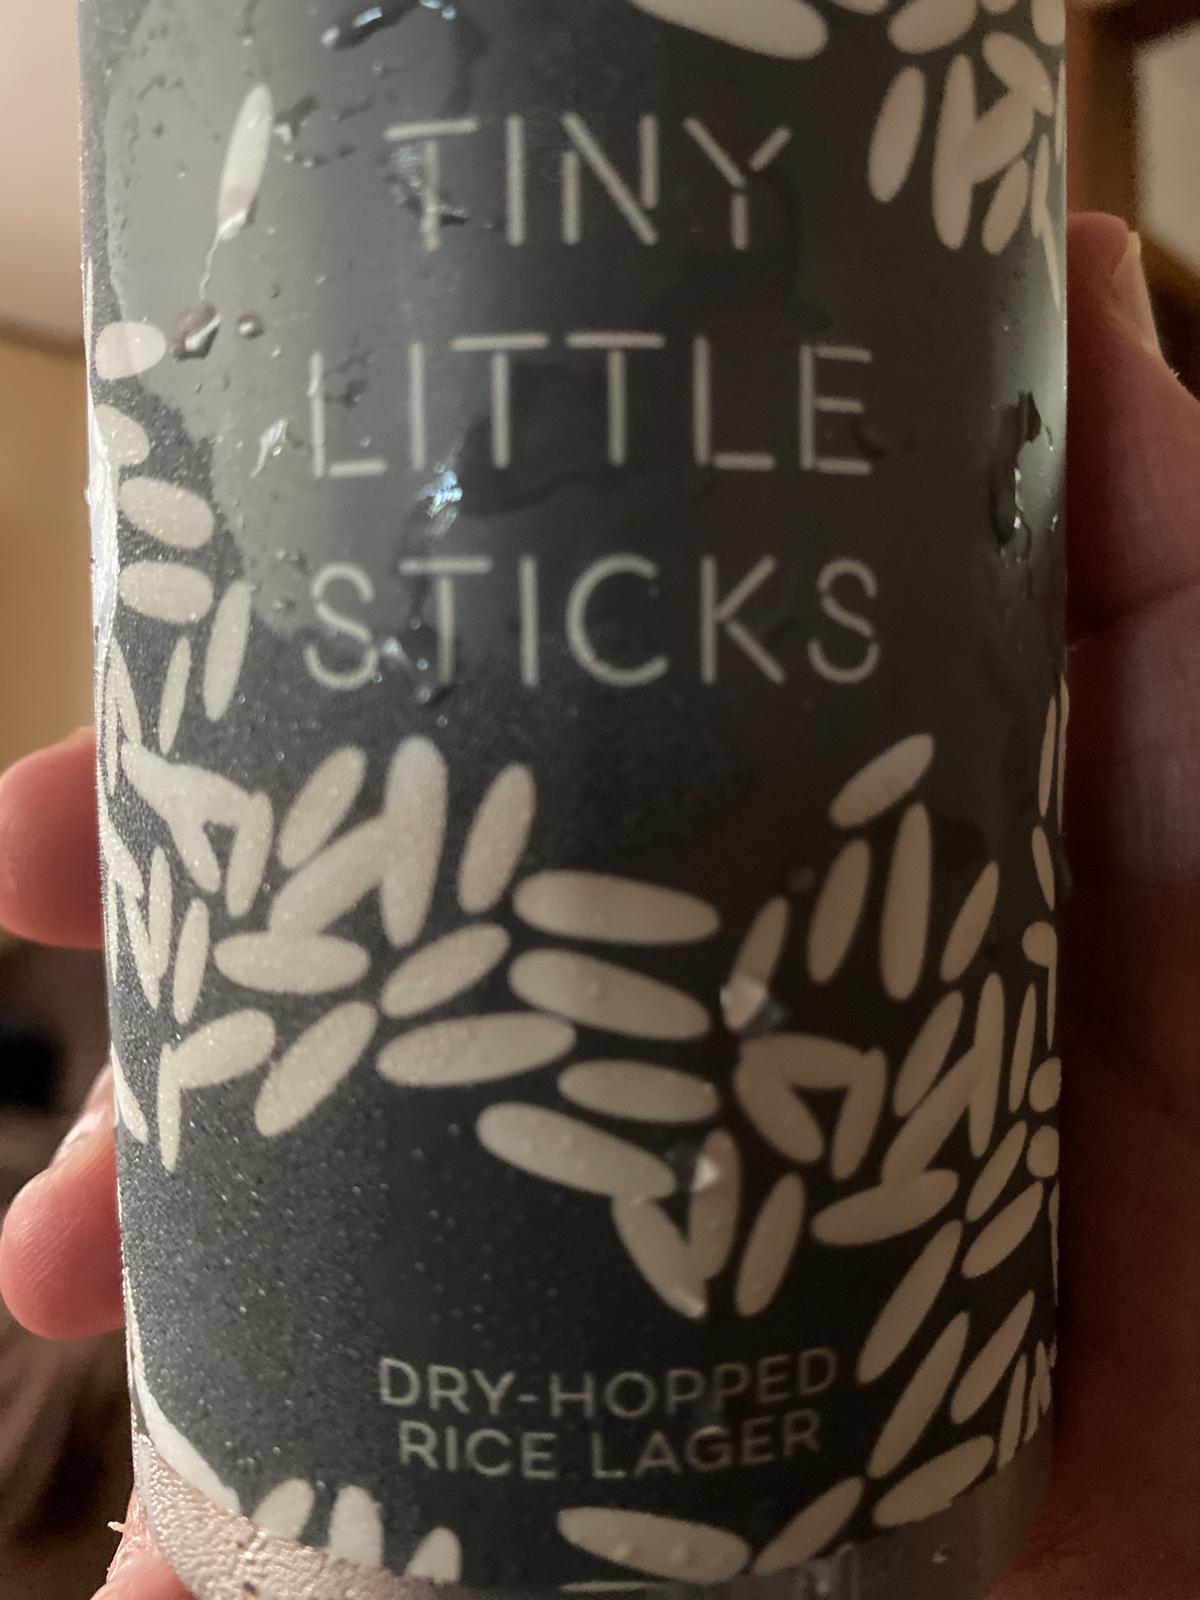 TINY
LITTLE
STICKS
DRY-HOPPED
RICE LAGER